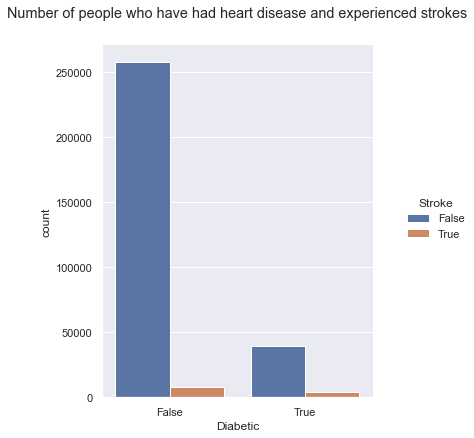 Number of people who have had heart disease and experienced strokes
250000
200000
150000
100000
50000
0
count
False
True
Diabetic
Stroke
False
True